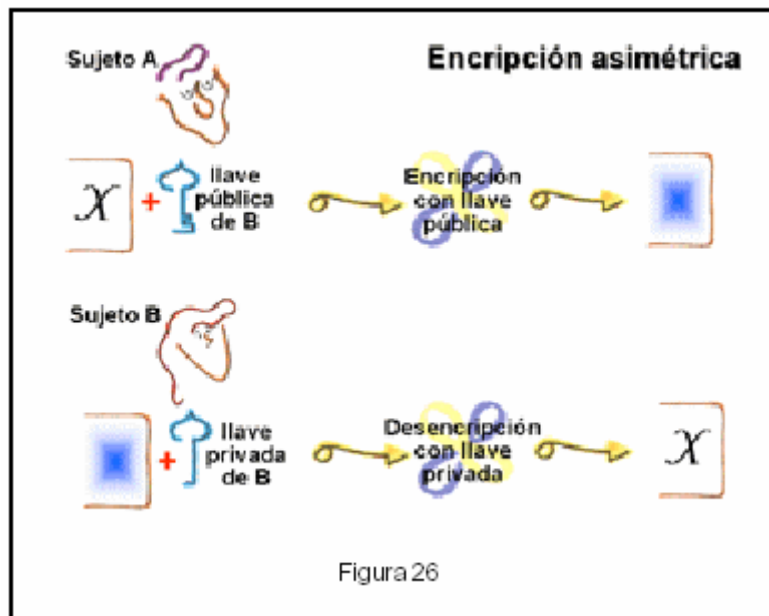 Sujeto A
Encripción asimétrica
X
+
llave
pública
de B
Encripción
con llave
pública
Sujeto B
+
llave
privada
de B
Desencripción
con llave
privada
X
Figura 26